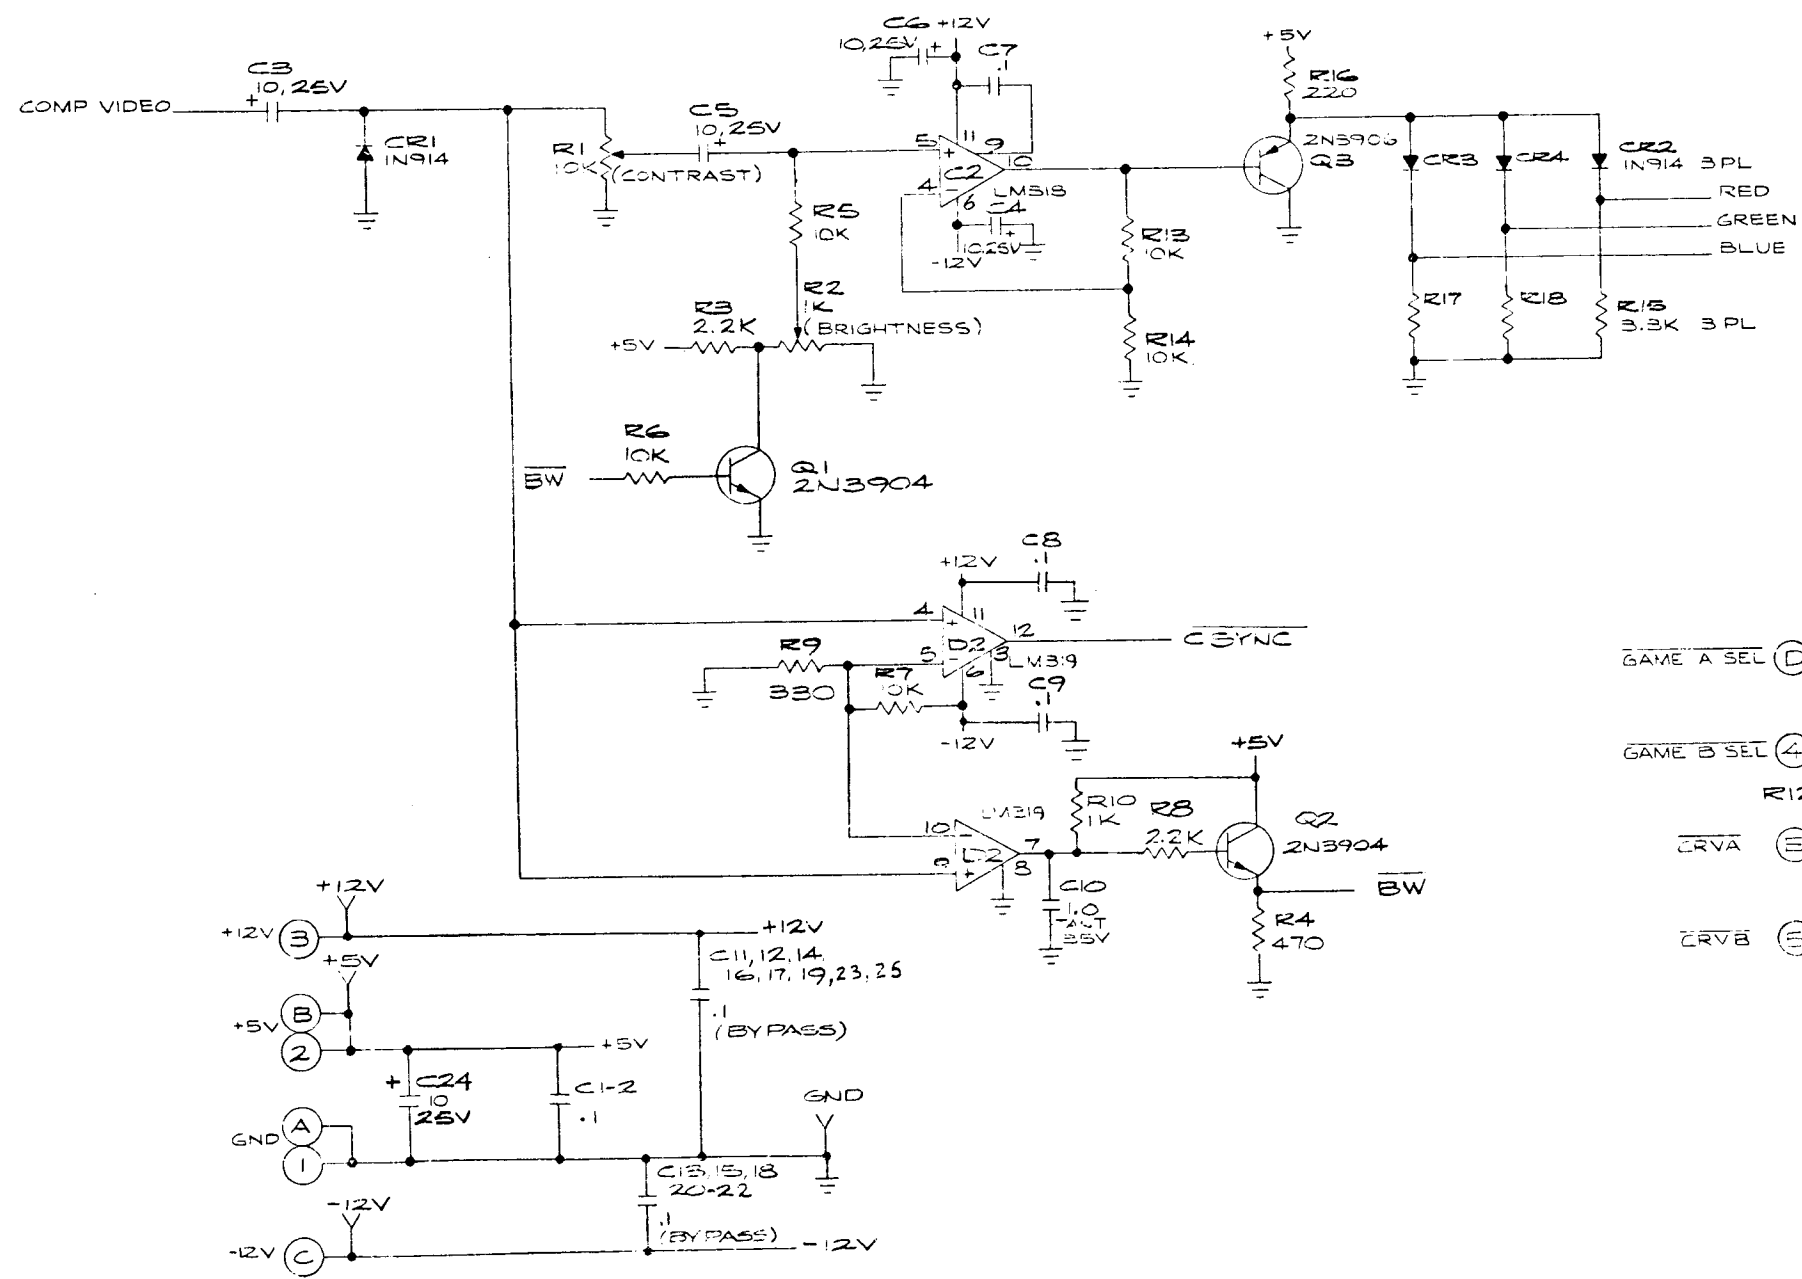 C3
10, 25V
COMP VIDEO
+
CR1
1N914
R1
10K
(CONTRAST)
C5
10, 25V
+
C6 +12V
10,25V +
C7
.1
5
+
11
9
10
C2
4
-
6
LM318
C4
+
10,25V
-12V
R5
10K
R2
1K
(BRIGHTNESS)
R3
2.2K
+5V
R6
10K
BW
Q1
2N3904
R13
10K
R14
10K
+5V
R16
220
2N3906
Q3
CR3
CR4
CR2
1N914 3PL
RED
GREEN
BLUE
R17
R18
R15
3.3K 3PL
C8
.1
+12V
4
+
11
12
D2
5
-
6
3
LM319
C SYNC
R9
330
R7
10K
C9
.1
-12V
LM319
10
-
7
D2
9
+
8
R10
1K
R8
2.2K
+5V
Q2
2N3904
C10
1.0
TANT
35V
BW
R4
470
GAME A SEL D
GAME B SEL 4
R12
CRVA
CRVB
+12V
+12V 3
+12V
+5V
C11, 12, 14,
16, 17, 19, 23, 25
.1
(BYPASS)
B
+5V
2
+5V
+ C24
10
25V
C1-2
.1
GND
A
GND
1
C13, 15, 18
20-22
.1
(BYPASS)
-12V
-12V C
-12V